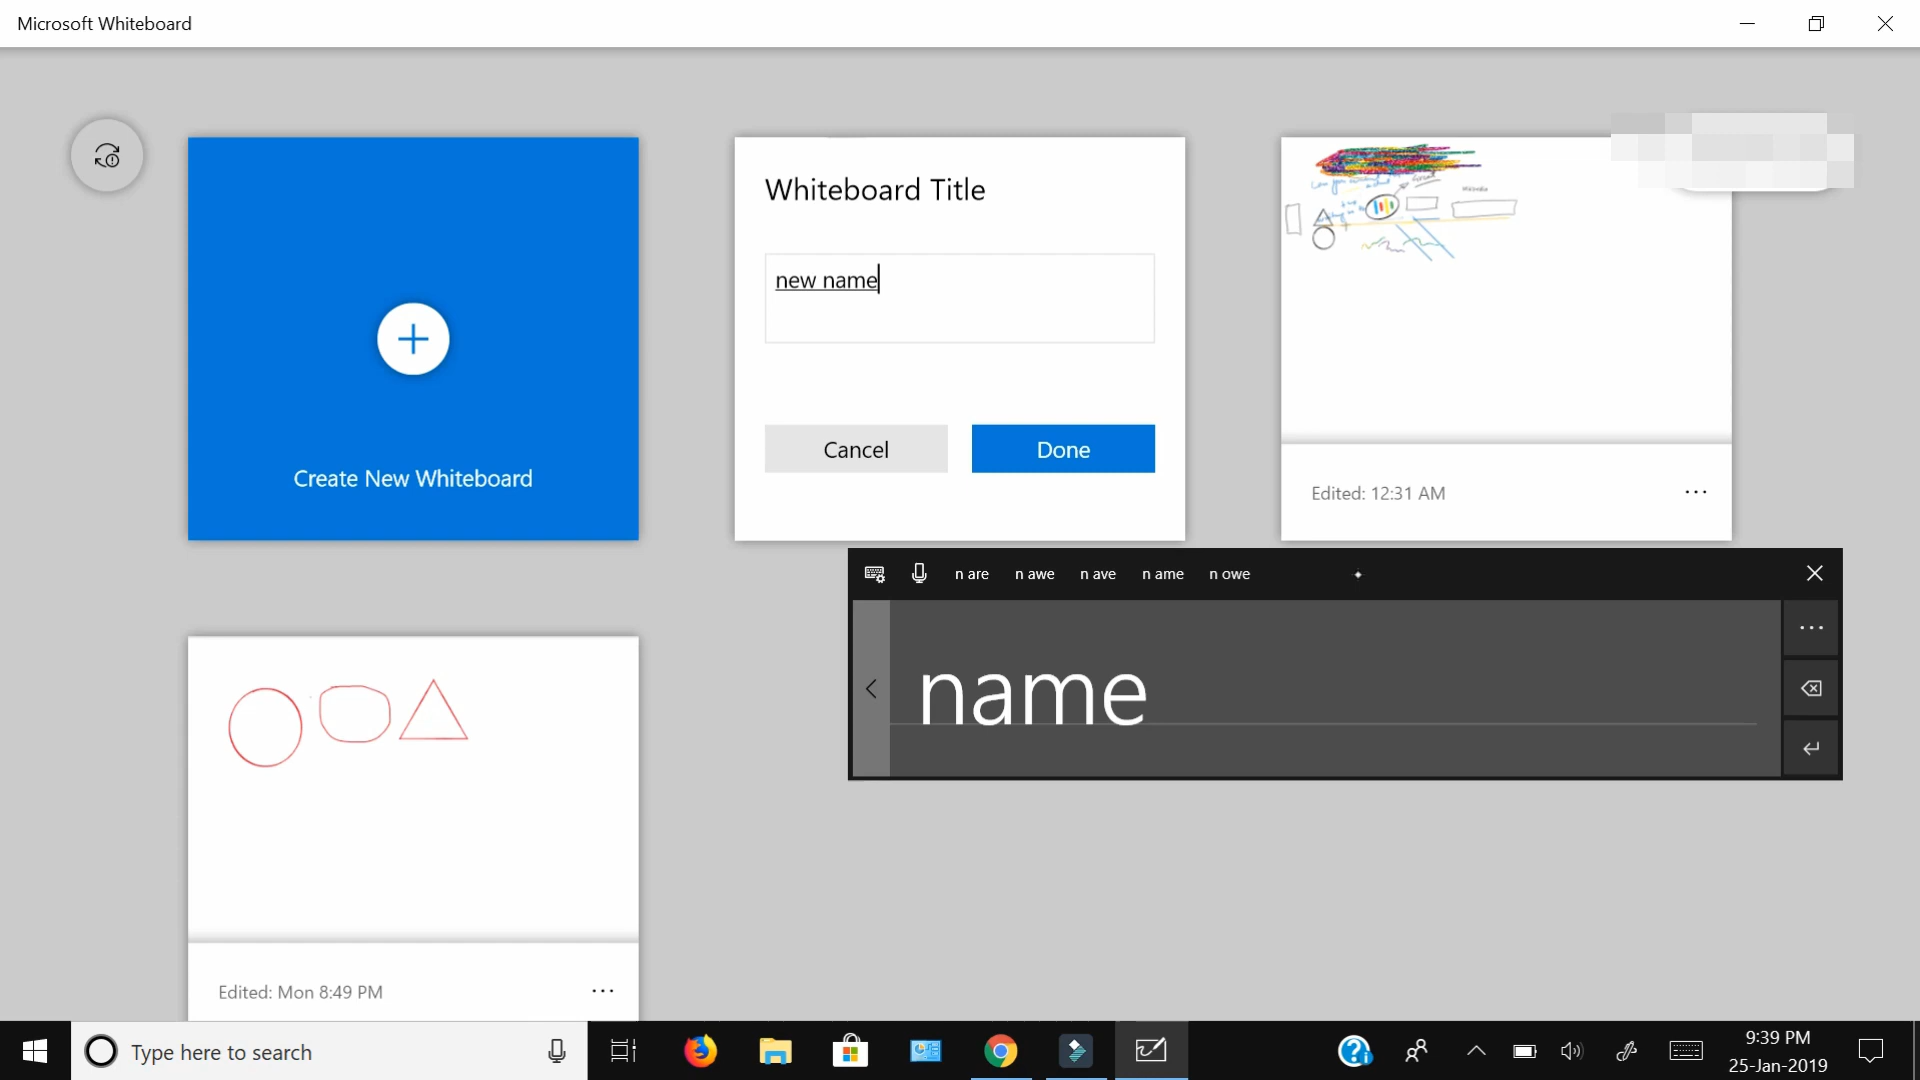 Microsoft Whiteboard
Whiteboard Title
new name
Cancel
Done
Create New Whiteboard
Edited: 12:31 AM
n are
n awe
n ave
n ame
n owe
name
Edited: Mon 8:49 PM
Type here to search
9:39 PM
25-Jan-2019